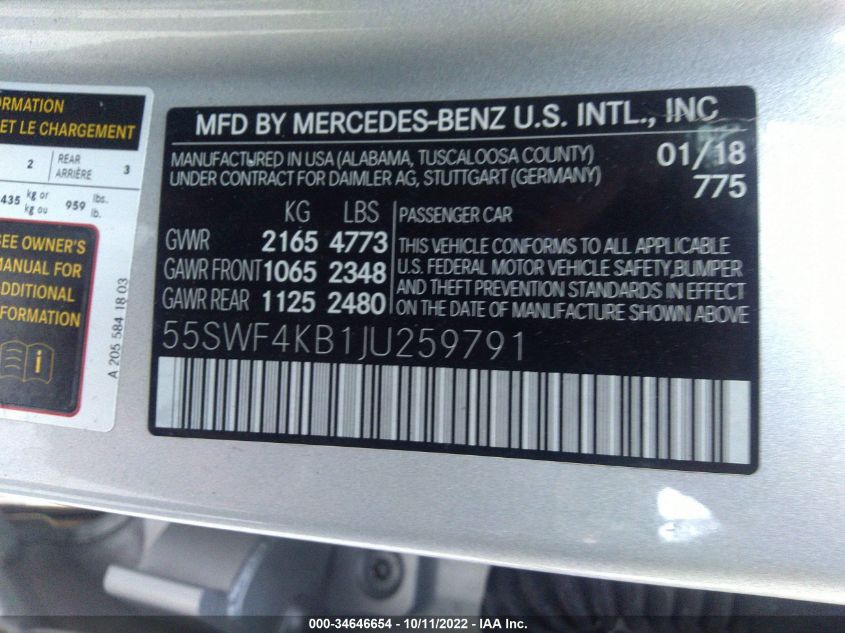 ORMATION
ET LE CHARGEMENT
2 REAR ARRIÈRE 3
435 kg or kg ou 959 lbs. lb.
SEE OWNER'S
MANUAL FOR
ADDITIONAL
INFORMATION
A 205 584 18 03
MFD BY MERCEDES-BENZ U.S. INTL., INC
MANUFACTURED IN USA (ALABAMA, TUSCALOOSA COUNTY) 01/18
UNDER CONTRACT FOR DAIMLER AG, STUTTGART (GERMANY) 775
KG LBS
GVWR 2165 4773
GAWR FRONT 1065 2348
GAWR REAR 1125 2480
PASSENGER CAR
THIS VEHICLE CONFORMS TO ALL APPLICABLE
U.S. FEDERAL MOTOR VEHICLE SAFETY,BUMPER
AND THEFT PREVENTION STANDARDS IN EFFECT
ON THE DATE OF MANUFACTURE SHOWN ABOVE
55SWF4KB1JU259791
000-34646654 - 10/11/2022 - IAA Inc.